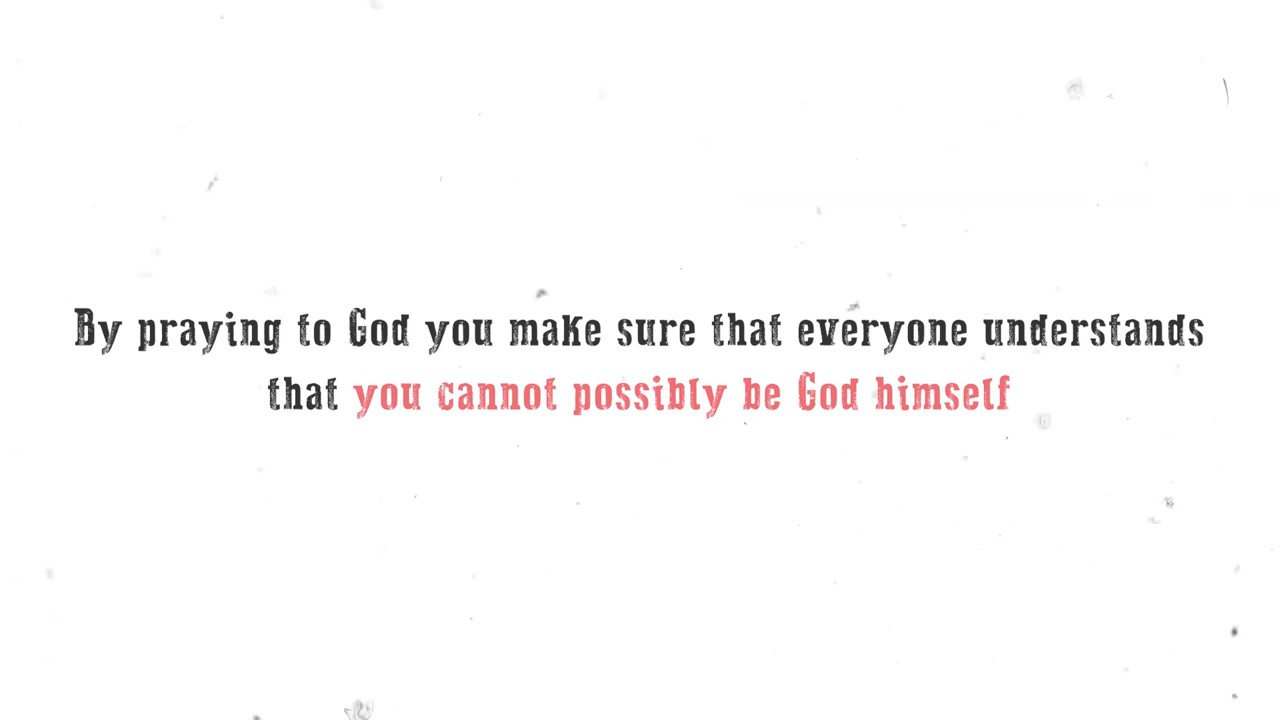 By praying to God you make sure that everyone understands
that you cannot possibly be God himself